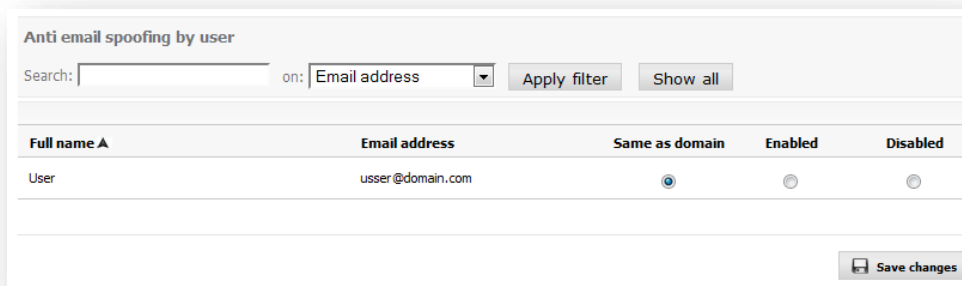 Anti email spoofing by user
Search: on: Email address Apply filter Show all
Full name Email address Same as domain Enabled Disabled
User usser@domain.com
Save changes